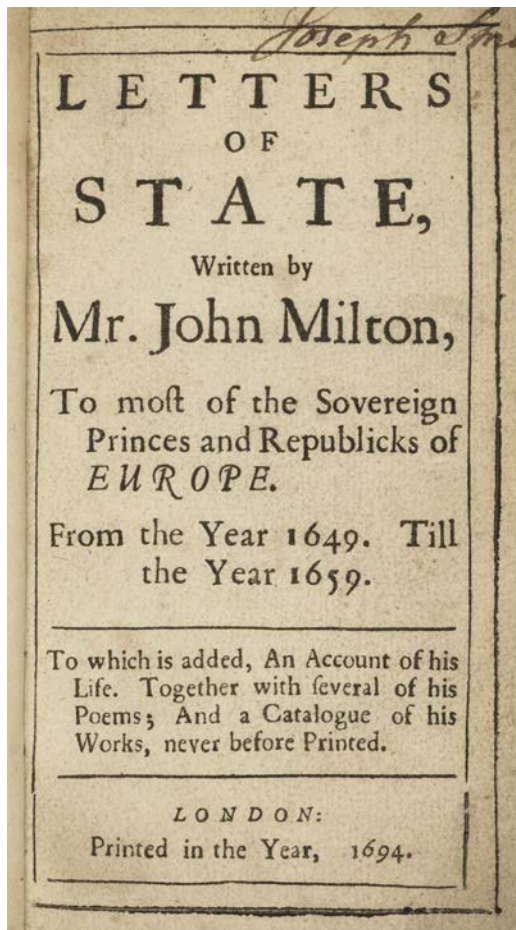 Joseph
LETTERS
OF
STATE,
Written by
Mr. John Milton,
To moſt of the Sovereign
Princes and Republicks of
EUROPE.
From the Year 1649. Till
the Year 1659.
To which is added, An Account of his
Life. Together with ſeveral of his
Poems; And a Catalogue of his
Works, never before Printed.
LONDON:
Printed in the Year, 1694.